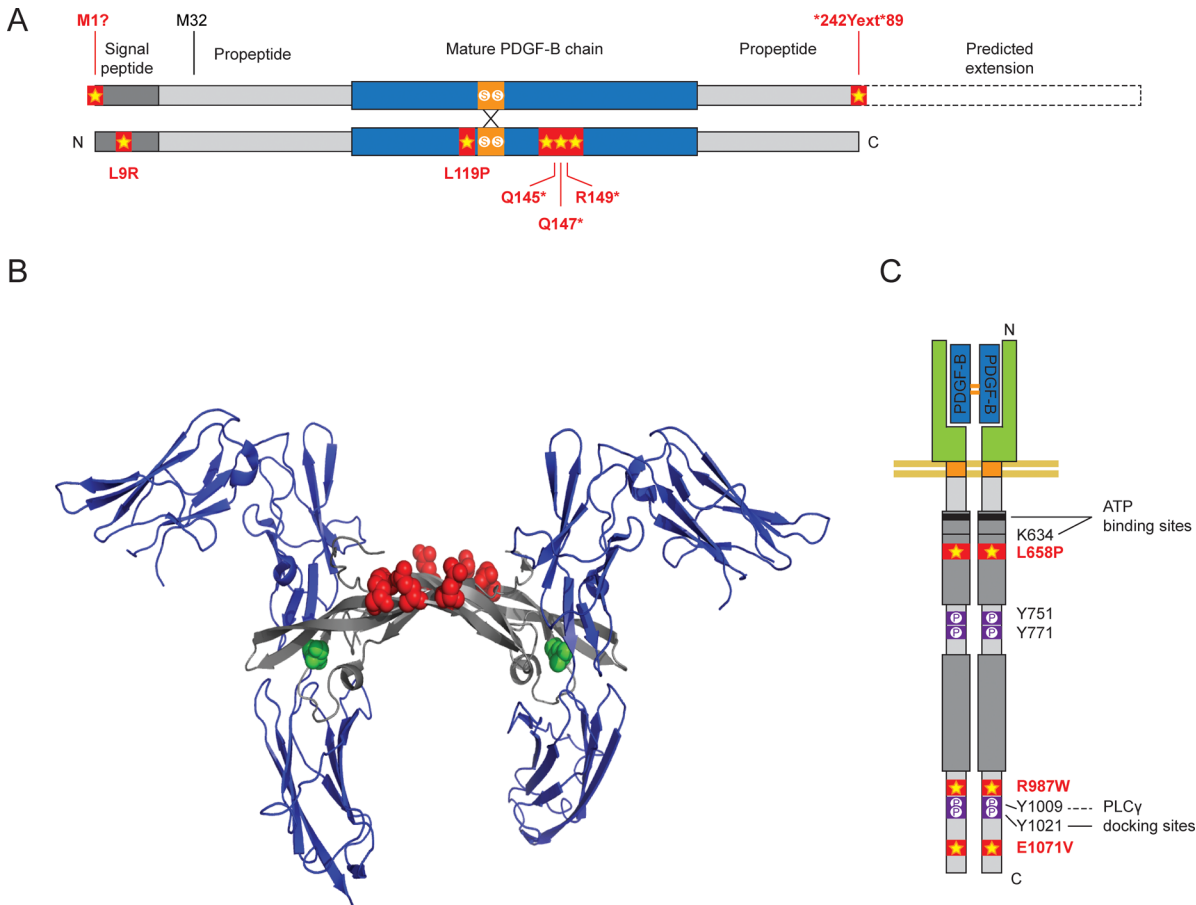 A
M1?
M32
*242Yext*89
Signal
peptide
Propeptide
Mature PDGF-B chain
Propeptide
Predicted
extension
S S
N
S S
C
L9R
L119P
Q145*
R149*
Q147*
B
C
N
PDGF-B
PDGF-B
ATP
binding sites
K634
L658P
P P
Y751
P P
Y771
R987W
P P
Y1009
PLCγ
P P
Y1021
docking sites
E1071V
C